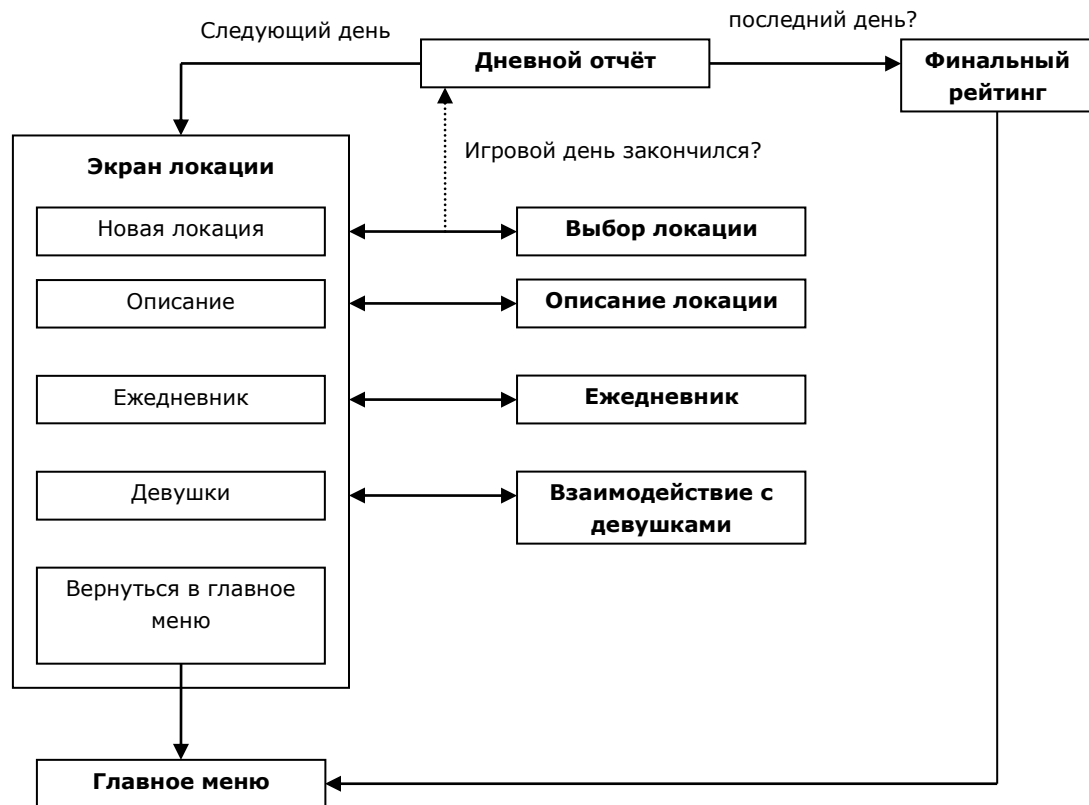 последний день?
Следующий день
Дневной отчёт
Финальный
рейтинг
Игровой день закончился?
Экран локации
Новая локация
Выбор локации
Описание
Описание локации
Ежедневник
Ежедневник
Девушки
Взаимодействие с
девушками
Вернуться в главное
меню
Главное меню